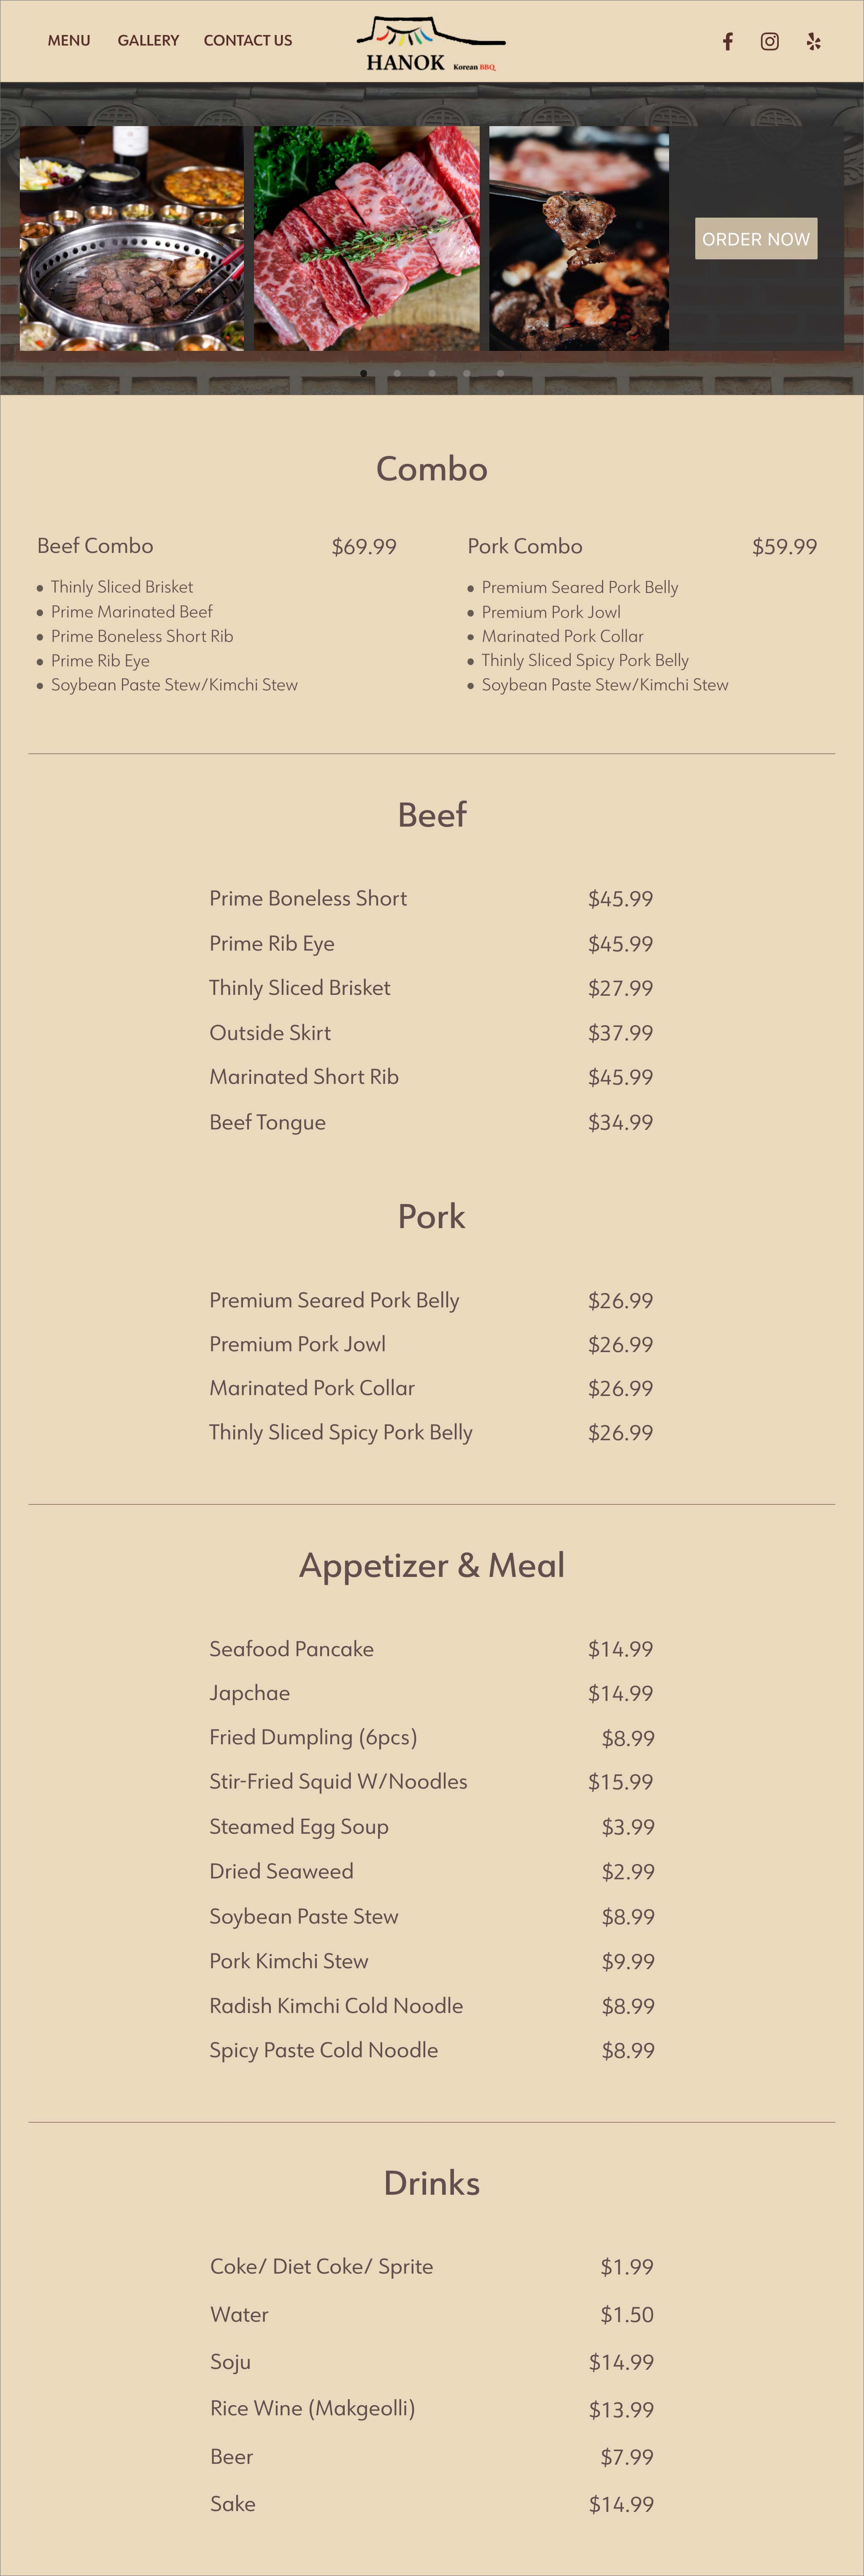 MENU GALLERY CONTACT US
HANOK Korean BBQ
ORDER NOW
Combo
Beef Combo $69.99
Thinly Sliced Brisket
Prime Marinated Beef
Prime Boneless Short Rib
Prime Rib Eye
Soybean Paste Stew/Kimchi Stew
Pork Combo $59.99
Premium Seared Pork Belly
Premium Pork Jowl
Marinated Pork Collar
Thinly Sliced Spicy Pork Belly
Soybean Paste Stew/Kimchi Stew
Beef
Prime Boneless Short $45.99
Prime Rib Eye $45.99
Thinly Sliced Brisket $27.99
Outside Skirt $37.99
Marinated Short Rib $45.99
Beef Tongue $34.99
Pork
Premium Seared Pork Belly $26.99
Premium Pork Jowl $26.99
Marinated Pork Collar $26.99
Thinly Sliced Spicy Pork Belly $26.99
Appetizer & Meal
Seafood Pancake $14.99
Japchae $14.99
Fried Dumpling (6pcs) $8.99
Stir-Fried Squid W/Noodles $15.99
Steamed Egg Soup $3.99
Dried Seaweed $2.99
Soybean Paste Stew $8.99
Pork Kimchi Stew $9.99
Radish Kimchi Cold Noodle $8.99
Spicy Paste Cold Noodle $8.99
Drinks
Coke/ Diet Coke/ Sprite $1.99
Water $1.50
Soju $14.99
Rice Wine (Makgeolli) $13.99
Beer $7.99
Sake $14.99